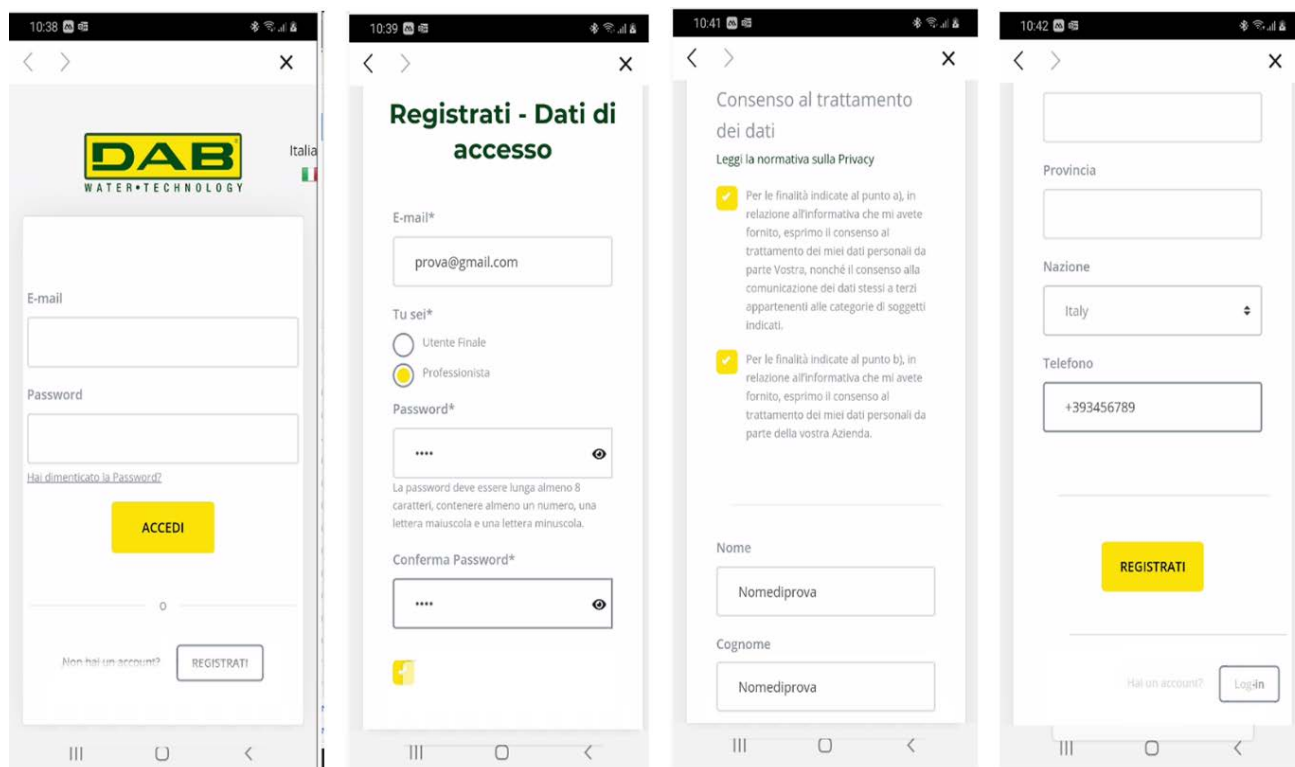 10:38
Italia
DAB
WATER•TECHNOLOGY
E-mail
Password
Hai dimenticato la Password?
ACCEDI
o
Non hai un account?
REGISTRATI
10:39
Registrati - Dati di
accesso
E-mail*
prova@gmail.com
Tu sei*
Utente Finale
Professionista
Password*
••••
La password deve essere lunga almeno 8
caratteri, contenere almeno un numero, una
lettera maiuscola e una lettera minuscola.
Conferma Password*
••••
10:41
Consenso al trattamento
dei dati
Leggi la normativa sulla Privacy
Per le finalità indicate al punto a), in
relazione all'informativa che mi avete
fornito, esprimo il consenso al
trattamento dei miei dati personali da
parte Vostra, nonché il consenso alla
comunicazione dei dati stessi a terzi
appartenenti alle categorie di soggetti
indicati.
Per le finalità indicate al punto b), in
relazione all'informativa che mi avete
fornito, esprimo il consenso al
trattamento dei miei dati personali da
parte della vostra Azienda.
Nome
Nomediprova
Cognome
Nomediprova
10:42
Provincia
Nazione
Italy
Telefono
+393456789
REGISTRATI
Hai un account?
Log-in